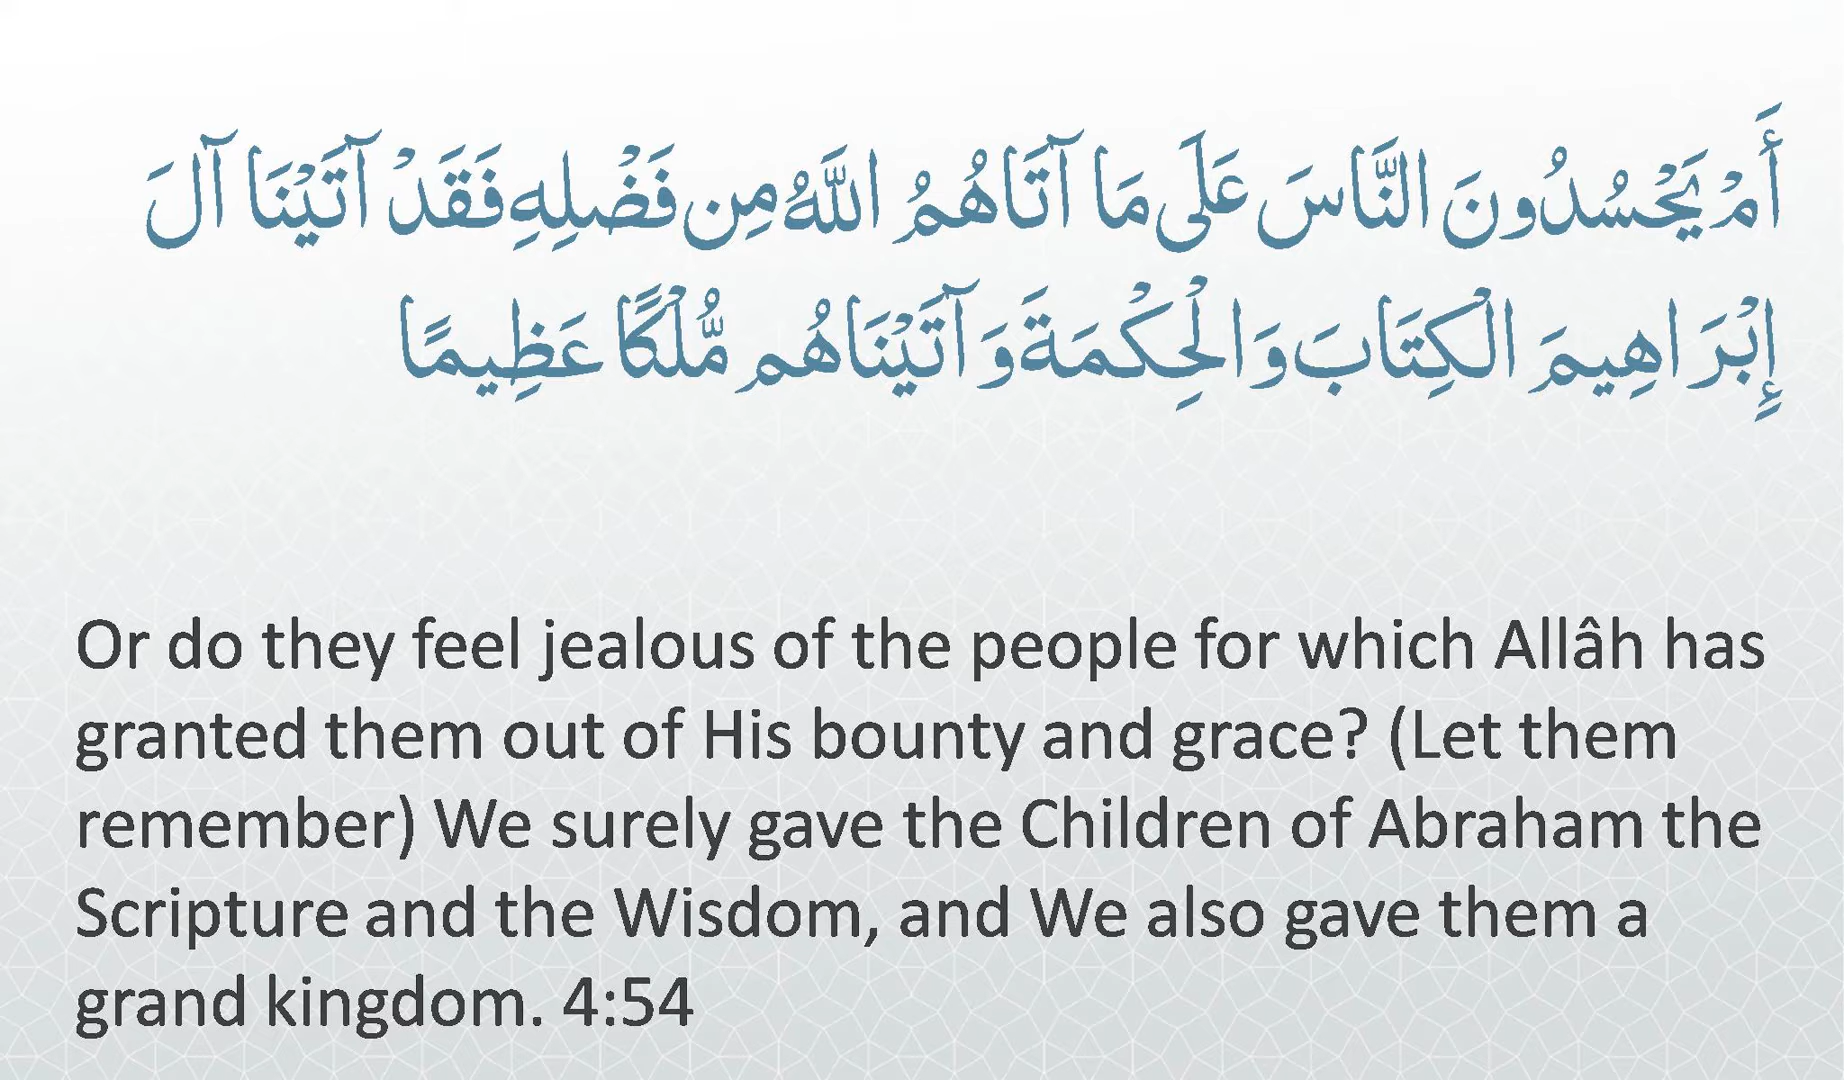 أَمْ يَحْسُدُونَ النَّاسَ عَلَى مَا آتَاهُمُ اللَّهُ مِن فَضْلِهِ فَقَدْ آتَيْنَا آلَ
إِبْرَاهِيمَ الْكِتَابَ وَالْحِكْمَةَ وَآتَيْنَاهُم مُّلْكًا عَظِيمًا
Or do they feel jealous of the people for which Allâh has
granted them out of His bounty and grace? (Let them
remember) We surely gave the Children of Abraham the
Scripture and the Wisdom, and We also gave them a
grand kingdom. 4:54